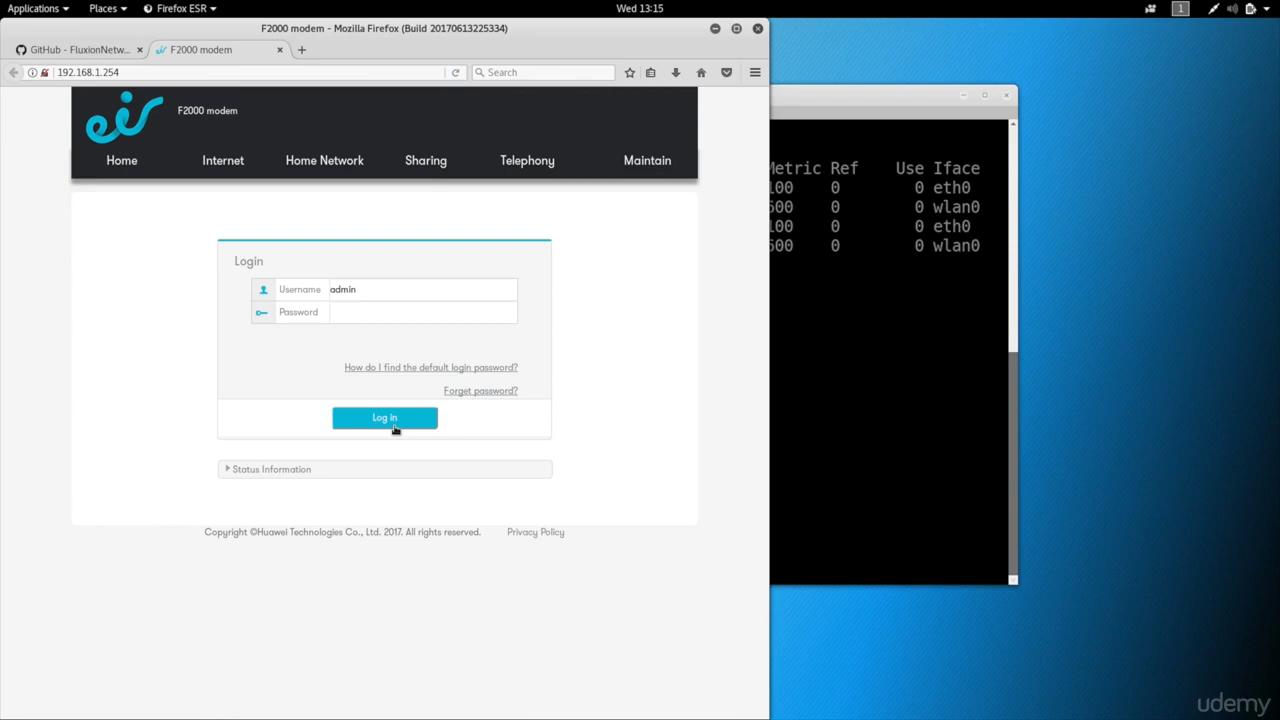 Applications Places Firefox ESR Wed 13:15 1
F2000 modem - Mozilla Firefox (Build 20170613225334)
GitHub - FluxionNetw... F2000 modem
192.168.1.254 Search
eir F2000 modem
Home Internet Home Network Sharing Telephony Maintain
Login
Username admin
Password
How do I find the default login password?
Forget password?
Log in
Status Information
Copyright ©Huawei Technologies Co., Ltd. 2017. All rights reserved. Privacy Policy
Metric Ref Use Iface
100 0 0 eth0
600 0 0 wlan0
100 0 0 eth0
600 0 0 wlan0
udemy